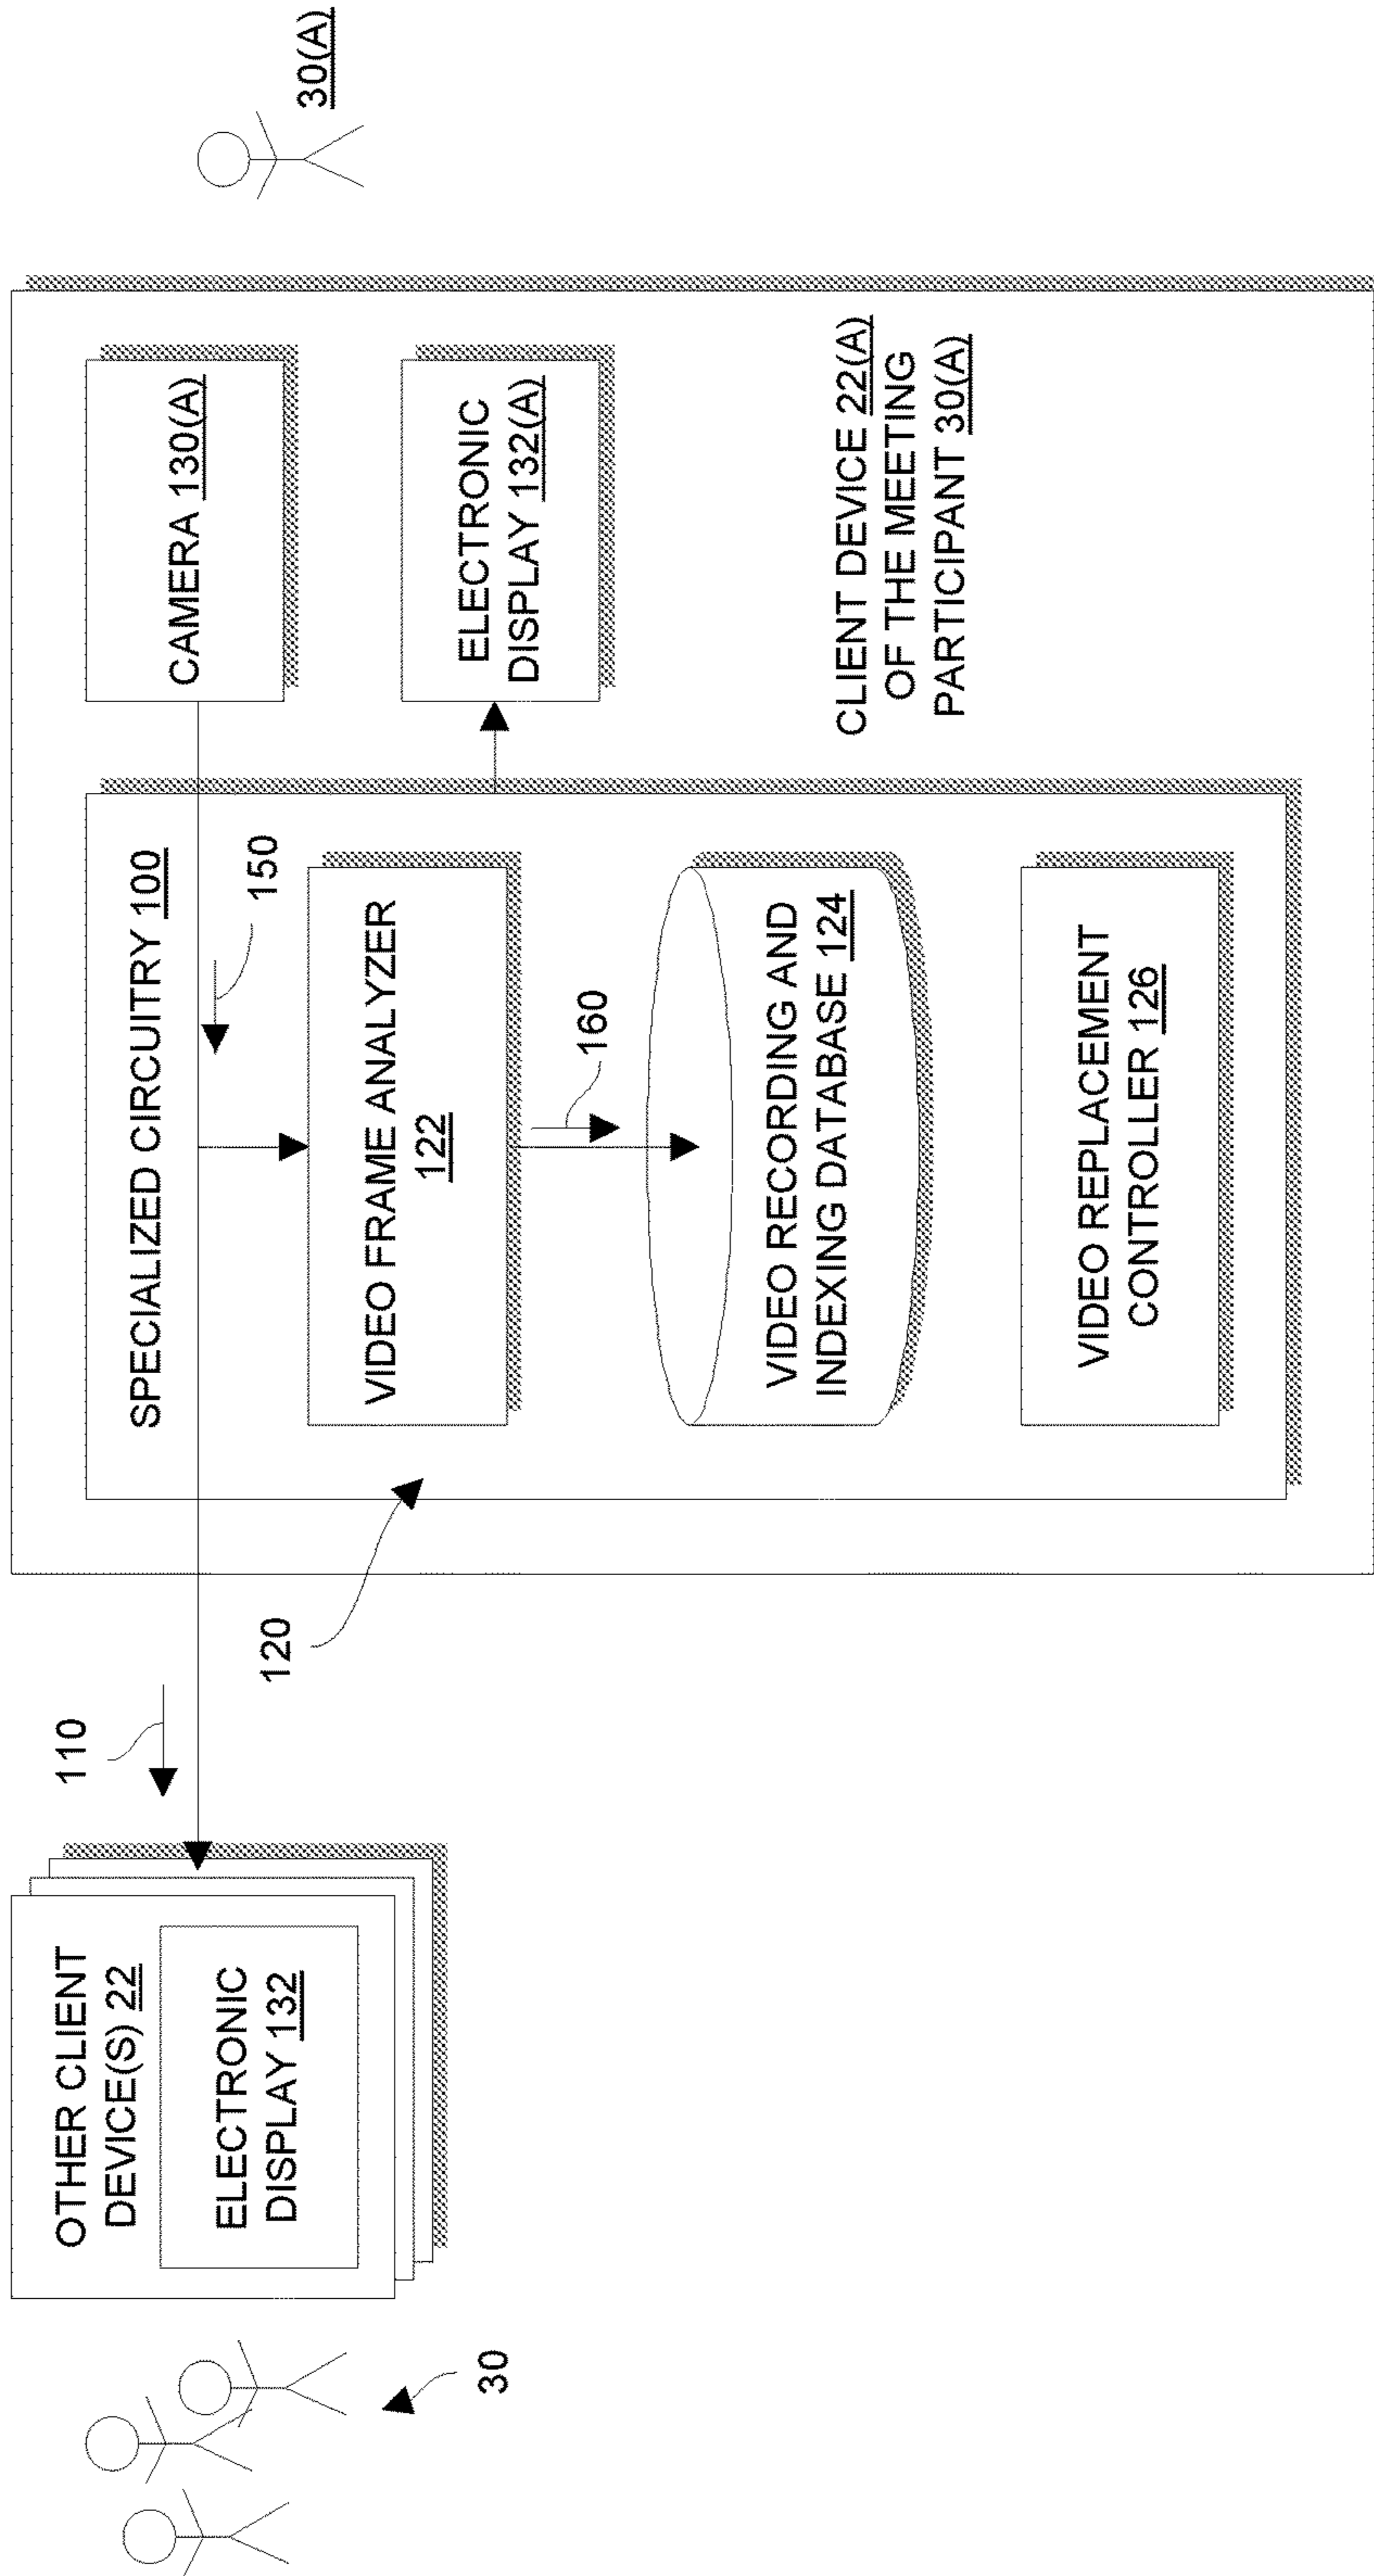 OTHER CLIENT
DEVICE(S) 22
ELECTRONIC
DISPLAY 132
30
110
120
SPECIALIZED CIRCUITRY 100
150
VIDEO FRAME ANALYZER
122
160
VIDEO RECORDING AND
INDEXING DATABASE 124
VIDEO REPLACEMENT
CONTROLLER 126
CAMERA 130(A)
ELECTRONIC
DISPLAY 132(A)
CLIENT DEVICE 22(A)
OF THE MEETING
PARTICIPANT 30(A)
30(A)